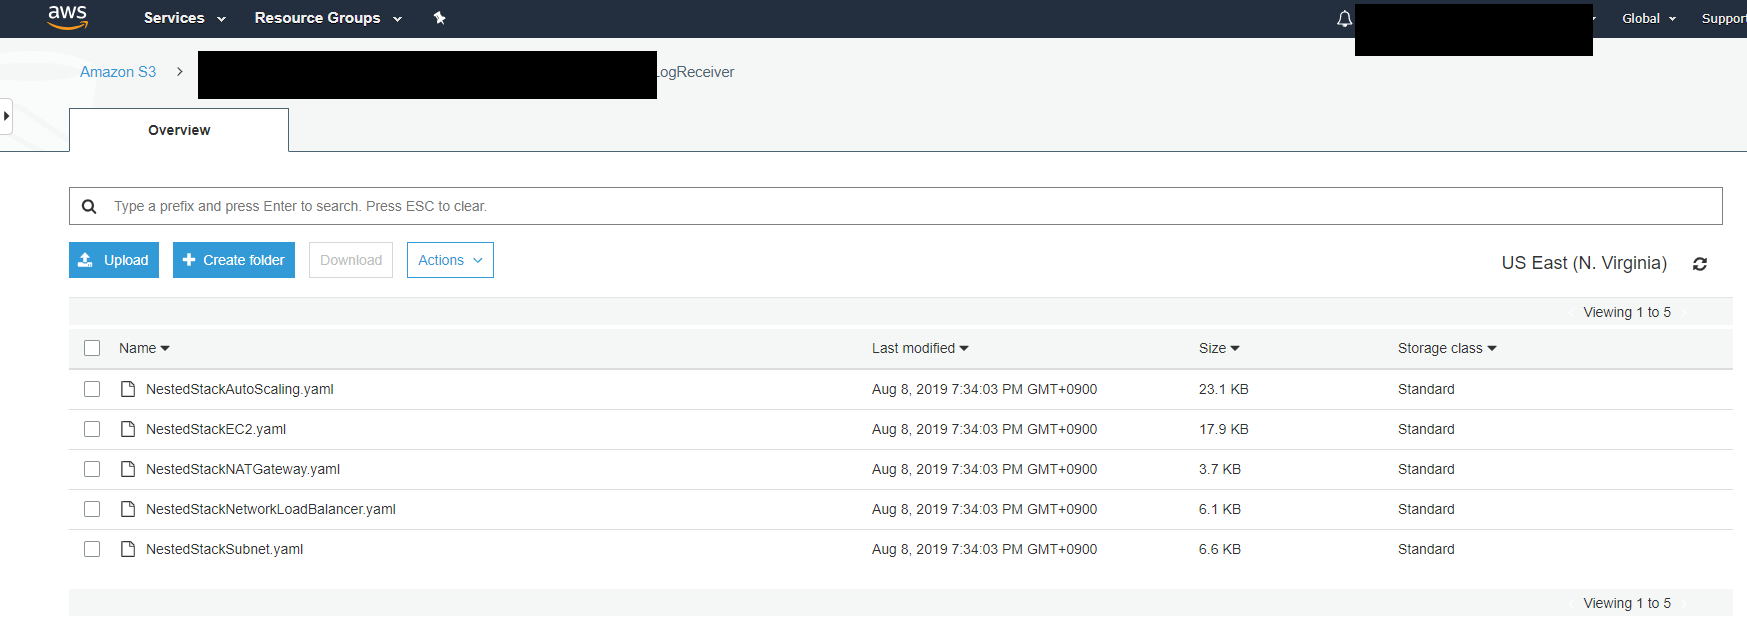 aws Services Resource Groups Global Support
Amazon S3 LogReceiver
Overview
Type a prefix and press Enter to search. Press ESC to clear.
Upload Create folder Download Actions US East (N. Virginia)
Viewing 1 to 5
Name Last modified Size Storage class
NestedStackAutoScaling.yaml Aug 8, 2019 7:34:03 PM GMT+0900 23.1 KB Standard
NestedStackEC2.yaml Aug 8, 2019 7:34:03 PM GMT+0900 17.9 KB Standard
NestedStackNATGateway.yaml Aug 8, 2019 7:34:03 PM GMT+0900 3.7 KB Standard
NestedStackNetworkLoadBalancer.yaml Aug 8, 2019 7:34:03 PM GMT+0900 6.1 KB Standard
NestedStackSubnet.yaml Aug 8, 2019 7:34:03 PM GMT+0900 6.6 KB Standard
Viewing 1 to 5